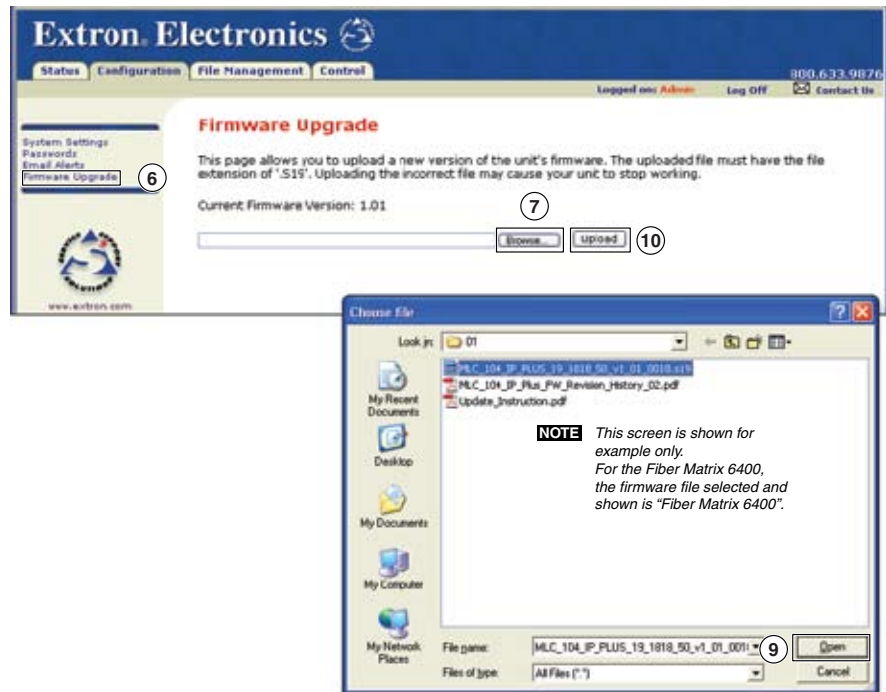 Extron. Electronics
Status Configuration File Management Control
800.633.9876
Logged on: Admin Log Off Contact Us
System Settings
Passwords
Email Alerts
Firmware Upgrade
6
Firmware Upgrade
This page allows you to upload a new version of the unit's firmware. The uploaded file must have the file
extension of '.S19'. Uploading the incorrect file may cause your unit to stop working.
Current Firmware Version: 1.01
7
Browse... Upload 10
www.extron.com
Choose file
Look in: 01
MLC_104_IP_PLUS_19_1818_50_v1_01_0018.s19
MLC_104_IP_Plus_FW_Revision_History_02.pdf
Update_Instruction.pdf
My Recent
Documents
Desktop
My Documents
My Computer
My Network
Places
NOTE This screen is shown for
example only.
For the Fiber Matrix 6400,
the firmware file selected and
shown is "Fiber Matrix 6400".
File name: MLC_104_IP_PLUS_19_1818_50_v1_01_001 9 Open
Files of type: All Files (*.*) Cancel